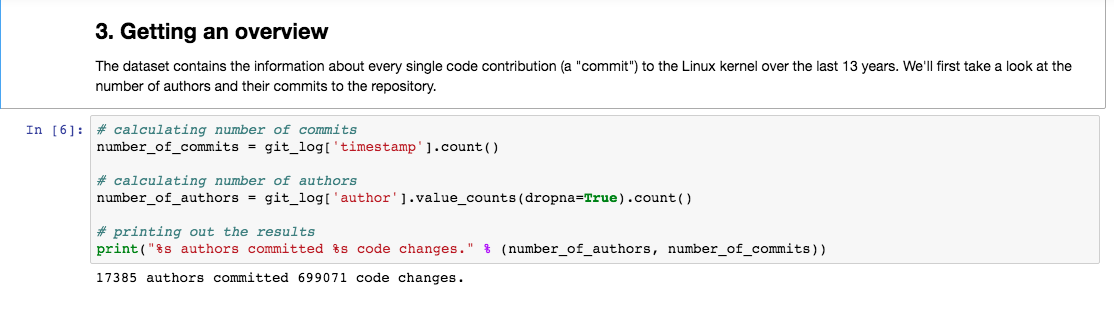 3. Getting an overview
The dataset contains the information about every single code contribution (a "commit") to the Linux kernel over the last 13 years. We'll first take a look at the
number of authors and their commits to the repository.
In [6]:
# calculating number of commits
number_of_commits = git_log['timestamp'].count()
# calculating number of authors
number_of_authors = git_log['author'].value_counts(dropna=True).count()
# printing out the results
print("%s authors committed %s code changes." % (number_of_authors, number_of_commits))
17385 authors committed 699071 code changes.